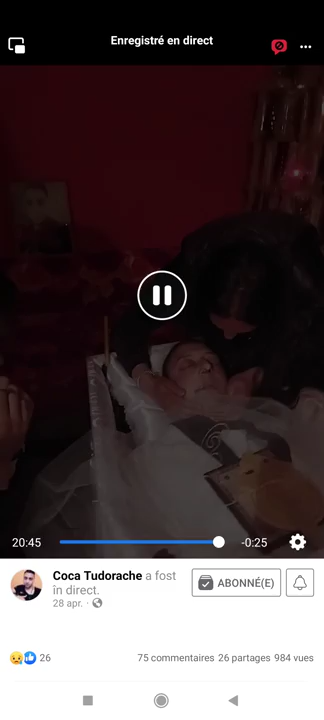 Enregistré en direct
20:45
-0:25
Coca Tudorache a fost
în direct.
28 apr. ·
ABONNÉ(E)
26
75 commentaires 26 partages 984 vues